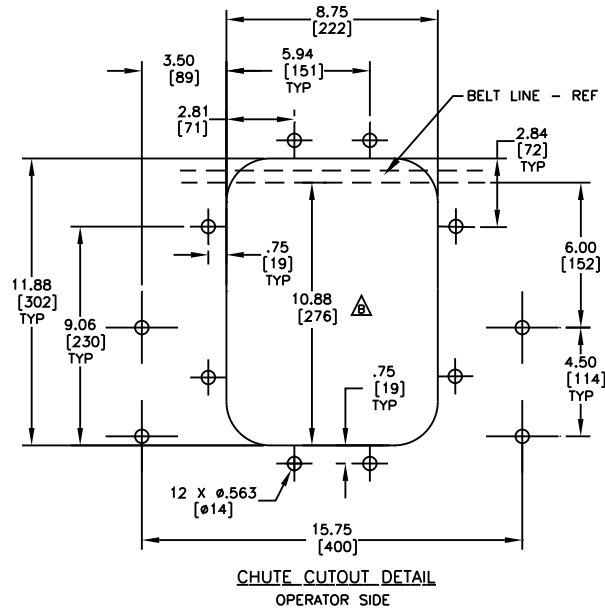 8.75
[222]
3.50
[89]
5.94
[151]
TYP
BELT LINE - REF
2.81
[71]
2.84
[72]
TYP
.75
[19]
TYP
6.00
[152]
11.88
[302]
TYP
9.06
[230]
TYP
10.88
[276]
B
.75
[19]
TYP
4.50
[114]
TYP
12 X ø.563
[ø14]
15.75
[400]
CHUTE CUTOUT DETAIL
OPERATOR SIDE